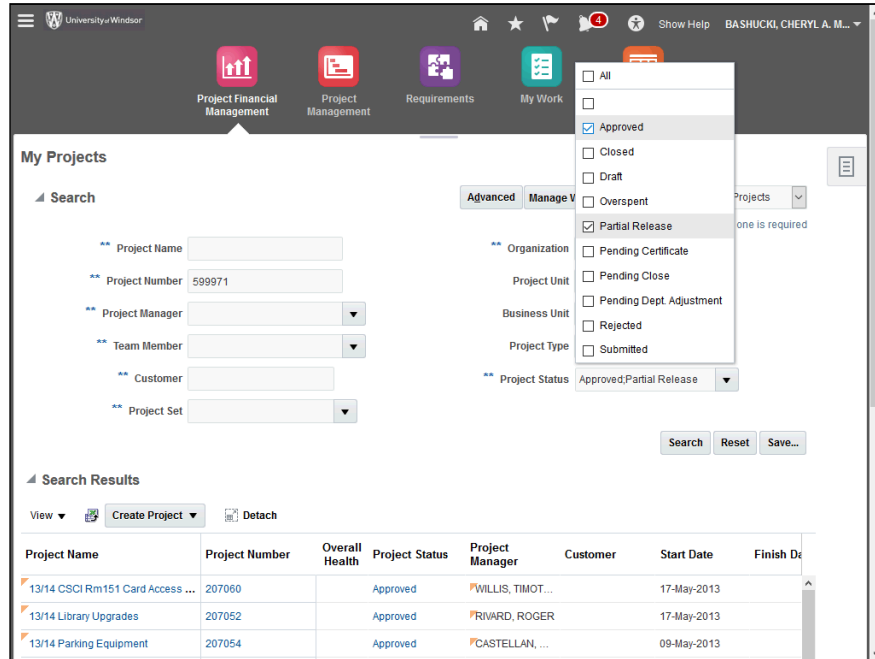 University of Windsor
4
Show Help
BASHUCKI, CHERYL A. M...
Project Financial Management
Project Management
Requirements
My Work
All
Approved
Closed
Draft
Overspent
Partial Release
Pending Certificate
Pending Close
Pending Dept. Adjustment
Rejected
Submitted
My Projects
Search
Advanced
Manage W
Projects
one is required
** Project Name
** Project Number 599971
** Project Manager
** Team Member
** Customer
** Project Set
** Organization
Project Unit
Business Unit
Project Type
** Project Status Approved;Partial Release
Search Reset Save...
Search Results
View Create Project Detach
Project Name Project Number Overall Health Project Status Project Manager Customer Start Date Finish Da
13/14 CSCI Rm151 Card Access ... 207060 Approved WILLIS, TIMOT... 17-May-2013
13/14 Library Upgrades 207052 Approved RIVARD, ROGER 17-May-2013
13/14 Parking Equipment 207054 Approved CASTELLAN, ... 09-May-2013